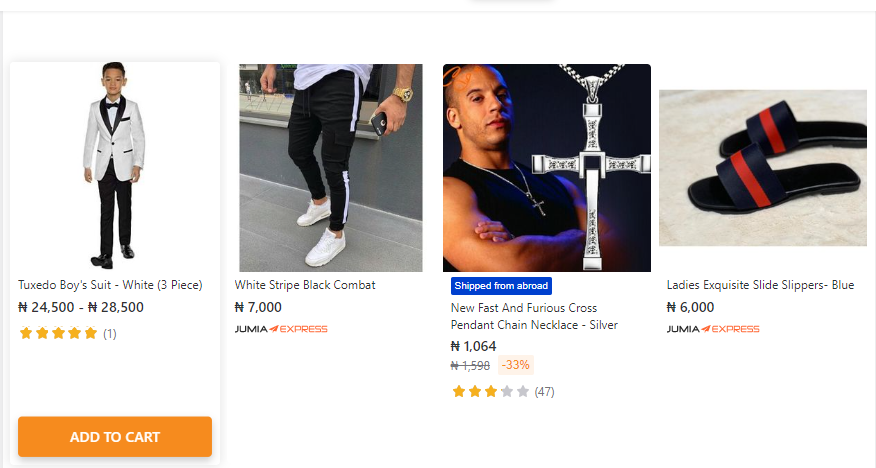 Tuxedo Boy's Suit - White (3 Piece)
₦ 24,500 - ₦ 28,500
(1)
ADD TO CART
White Stripe Black Combat
₦ 7,000
JUMIA EXPRESS
Shipped from abroad
New Fast And Furious Cross
Pendant Chain Necklace - Silver
₦ 1,064
₦ 1,598 -33%
(47)
Ladies Exquisite Slide Slippers- Blue
₦ 6,000
JUMIA EXPRESS